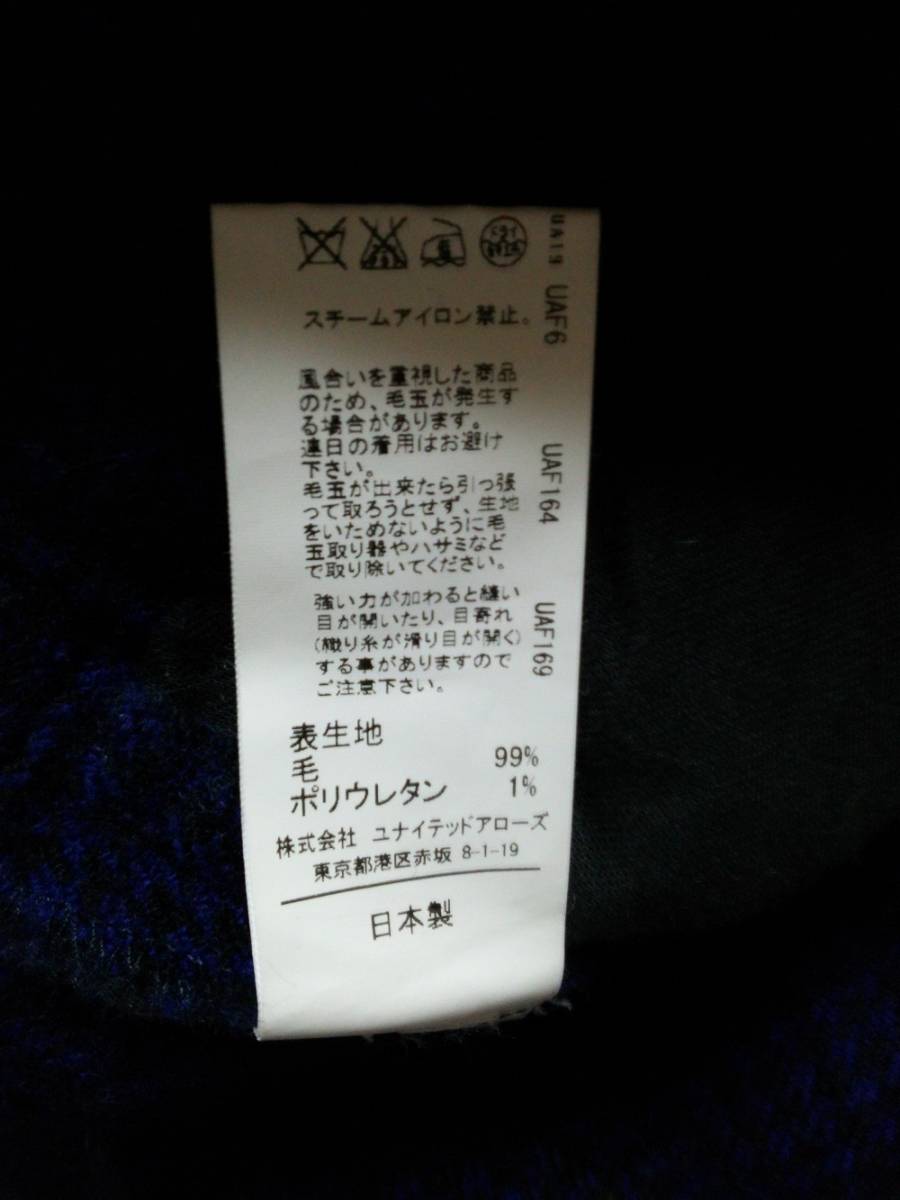 スチームアイロン禁止。
風合いを重視した商品
のため、毛玉が発生す
る場合があります。
連日の着用はお避け
下さい。
毛玉が出来たら引っ張
って取ろうとせず、生地
をいためないように毛
玉取り器やハサミなど
で取り除いてください。
強い力が加わると縫い
目が開いたり、目寄れ
(織り糸が滑り目が開く)
する事がありますので
ご注意下さい。
表生地
毛 99%
ポリウレタン 1%
株式会社 ユナイテッドアローズ
東京都港区赤坂 8-1-19
日本製
UA19 UAF6 UAF164 UAF169